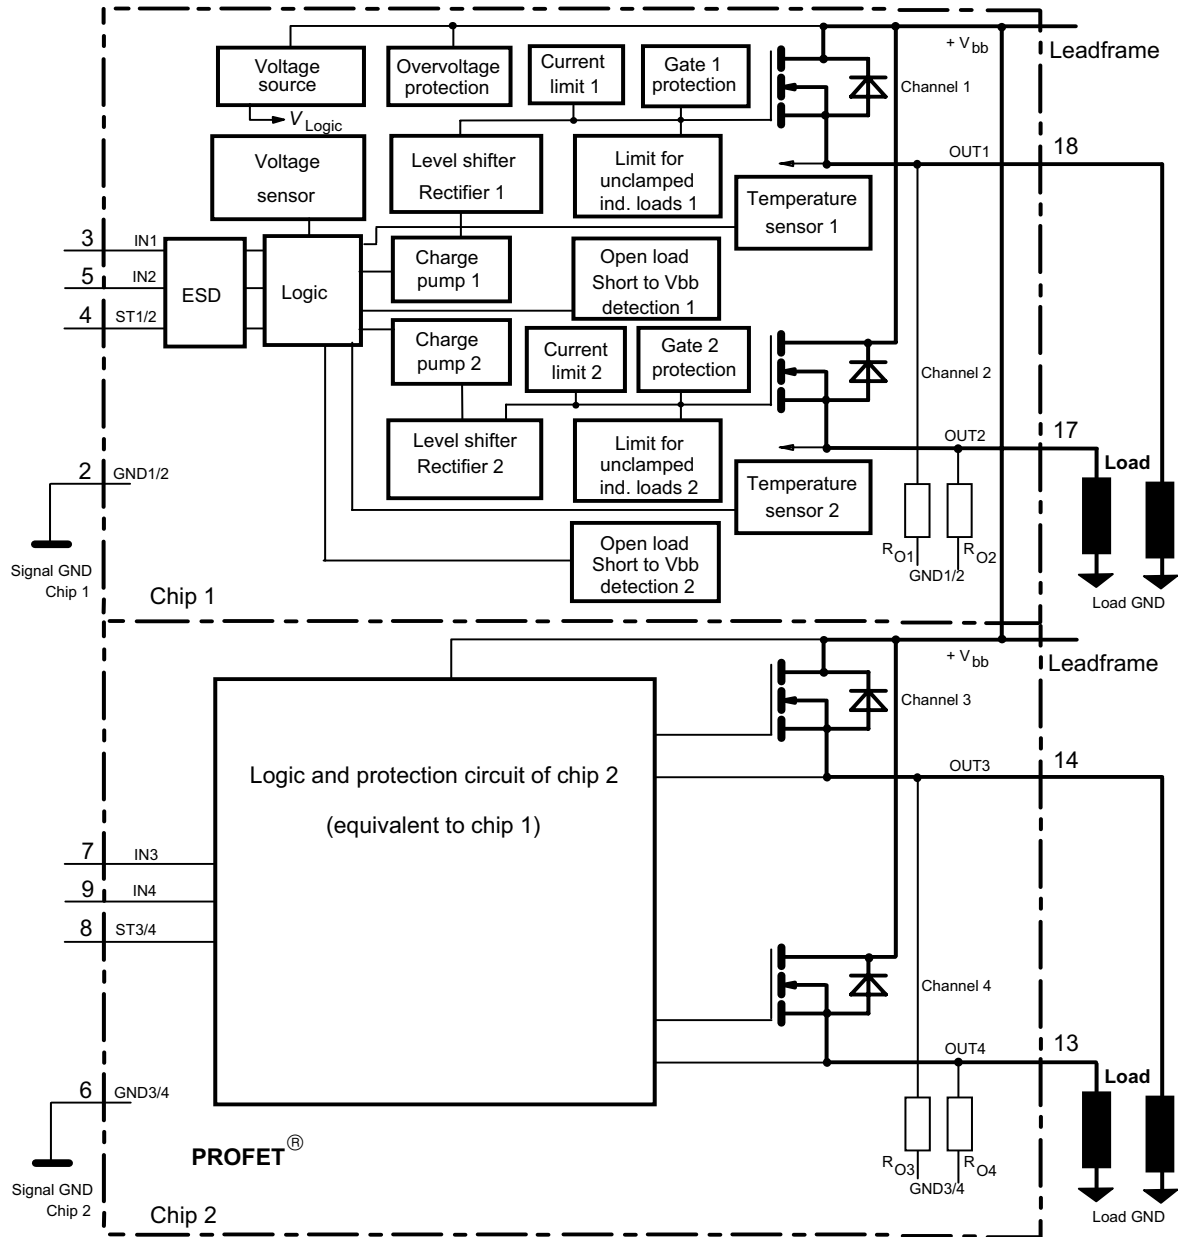 + Vbb
Leadframe
Voltage
source
Overvoltage
protection
Current
limit 1
Gate 1
protection
Channel 1
VLogic
Voltage
sensor
Level shifter
Rectifier 1
Limit for
unclamped
ind. loads 1
OUT1
18
Temperature
sensor 1
3
IN1
5
IN2
4
ST1/2
ESD
Logic
Charge
pump 1
Open load
Short to Vbb
detection 1
Charge
pump 2
Current
limit 2
Gate 2
protection
Channel 2
Level shifter
Rectifier 2
Limit for
unclamped
ind. loads 2
OUT2
17
Load
Temperature
sensor 2
2
GND1/2
Signal GND
Chip 1
Open load
Short to Vbb
detection 2
RO1
RO2
GND1/2
Load GND
Chip 1
+ Vbb
Leadframe
Channel 3
Logic and protection circuit of chip 2
(equivalent to chip 1)
OUT3
14
7
IN3
9
IN4
8
ST3/4
Channel 4
OUT4
13
Load
6
GND3/4
Signal GND
Chip 2
PROFET®
RO3
RO4
GND3/4
Load GND
Chip 2